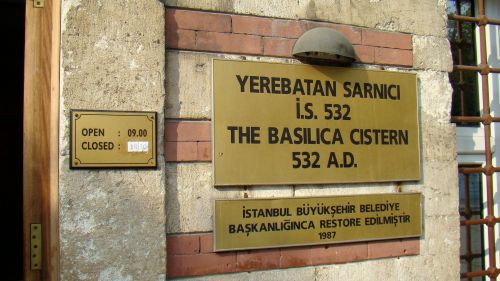 OPEN : 09.00
CLOSED :
YEREBATAN SARNICI
İ.S. 532
THE BASILICA CISTERN
532 A.D.
İSTANBUL BÜYÜKŞEHİR BELEDİYE
BAŞKANLIĞINCA RESTORE EDİLMİŞTİR
1987